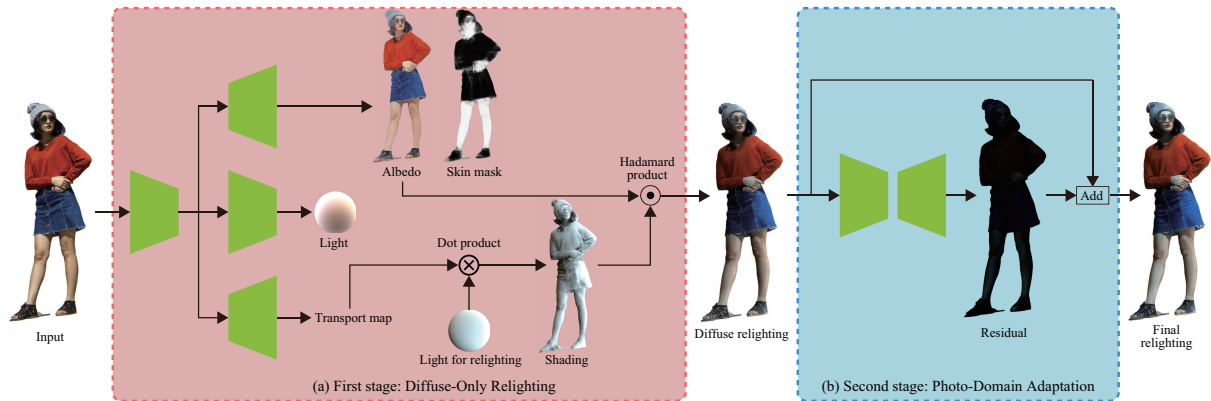 Input
Albedo
Skin mask
Light
Transport map
Dot product
Light for relighting
Shading
Hadamard
product
(a) First stage: Diffuse-Only Relighting
Diffuse relighting
Residual
Add
(b) Second stage: Photo-Domain Adaptation
Final
relighting